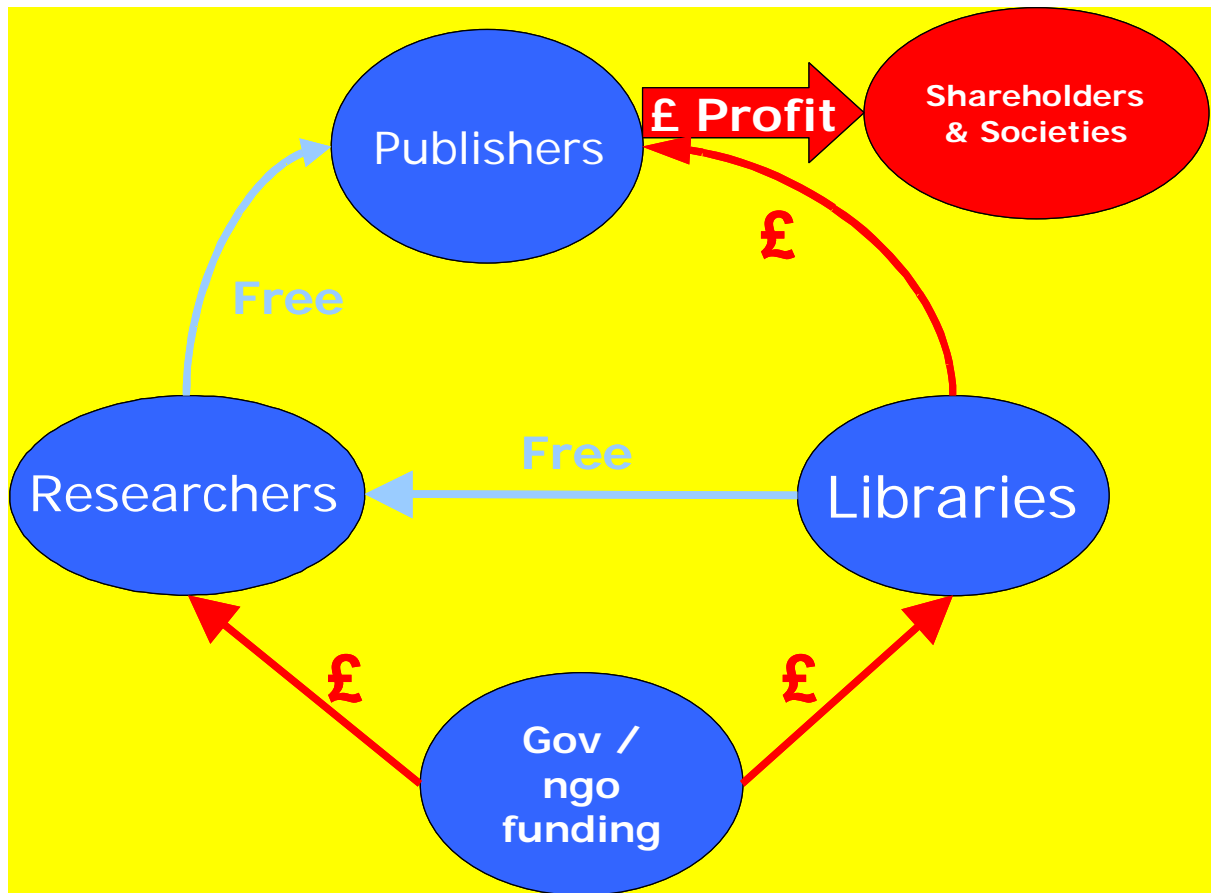 Shareholders
& Societies
£ Profit
Publishers
£
Free
Free
Researchers
Libraries
£
£
Gov /
ngo
funding